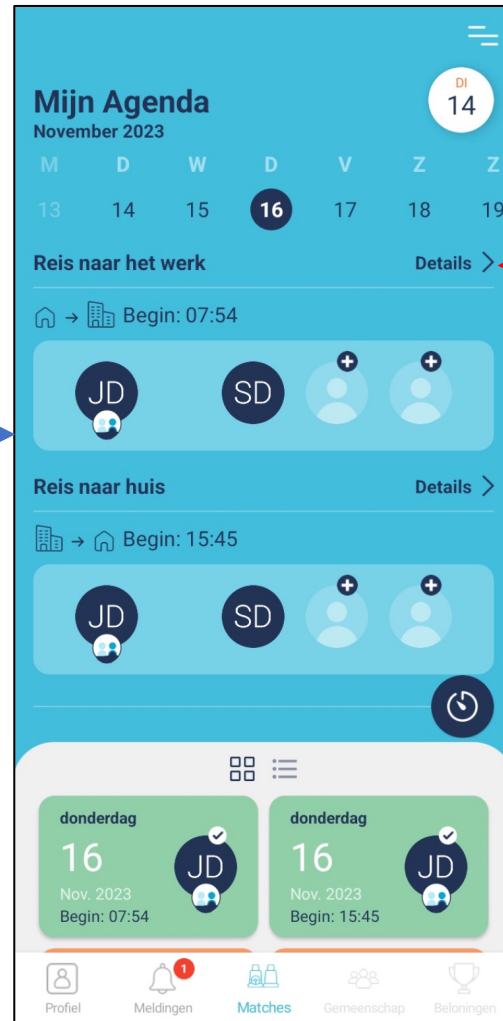 DI
14
Mijn Agenda
November 2023
M D W D V Z Z
13 14 15 16 17 18 19
Reis naar het werk Details
Begin: 07:54
JD SD
Reis naar huis Details
Begin: 15:45
JD SD
donderdag donderdag
16 JD 16 JD
Nov. 2023 Nov. 2023
Begin: 07:54 Begin: 15:45
1
Profiel Meldingen Matches Gemeenschap Beloningen